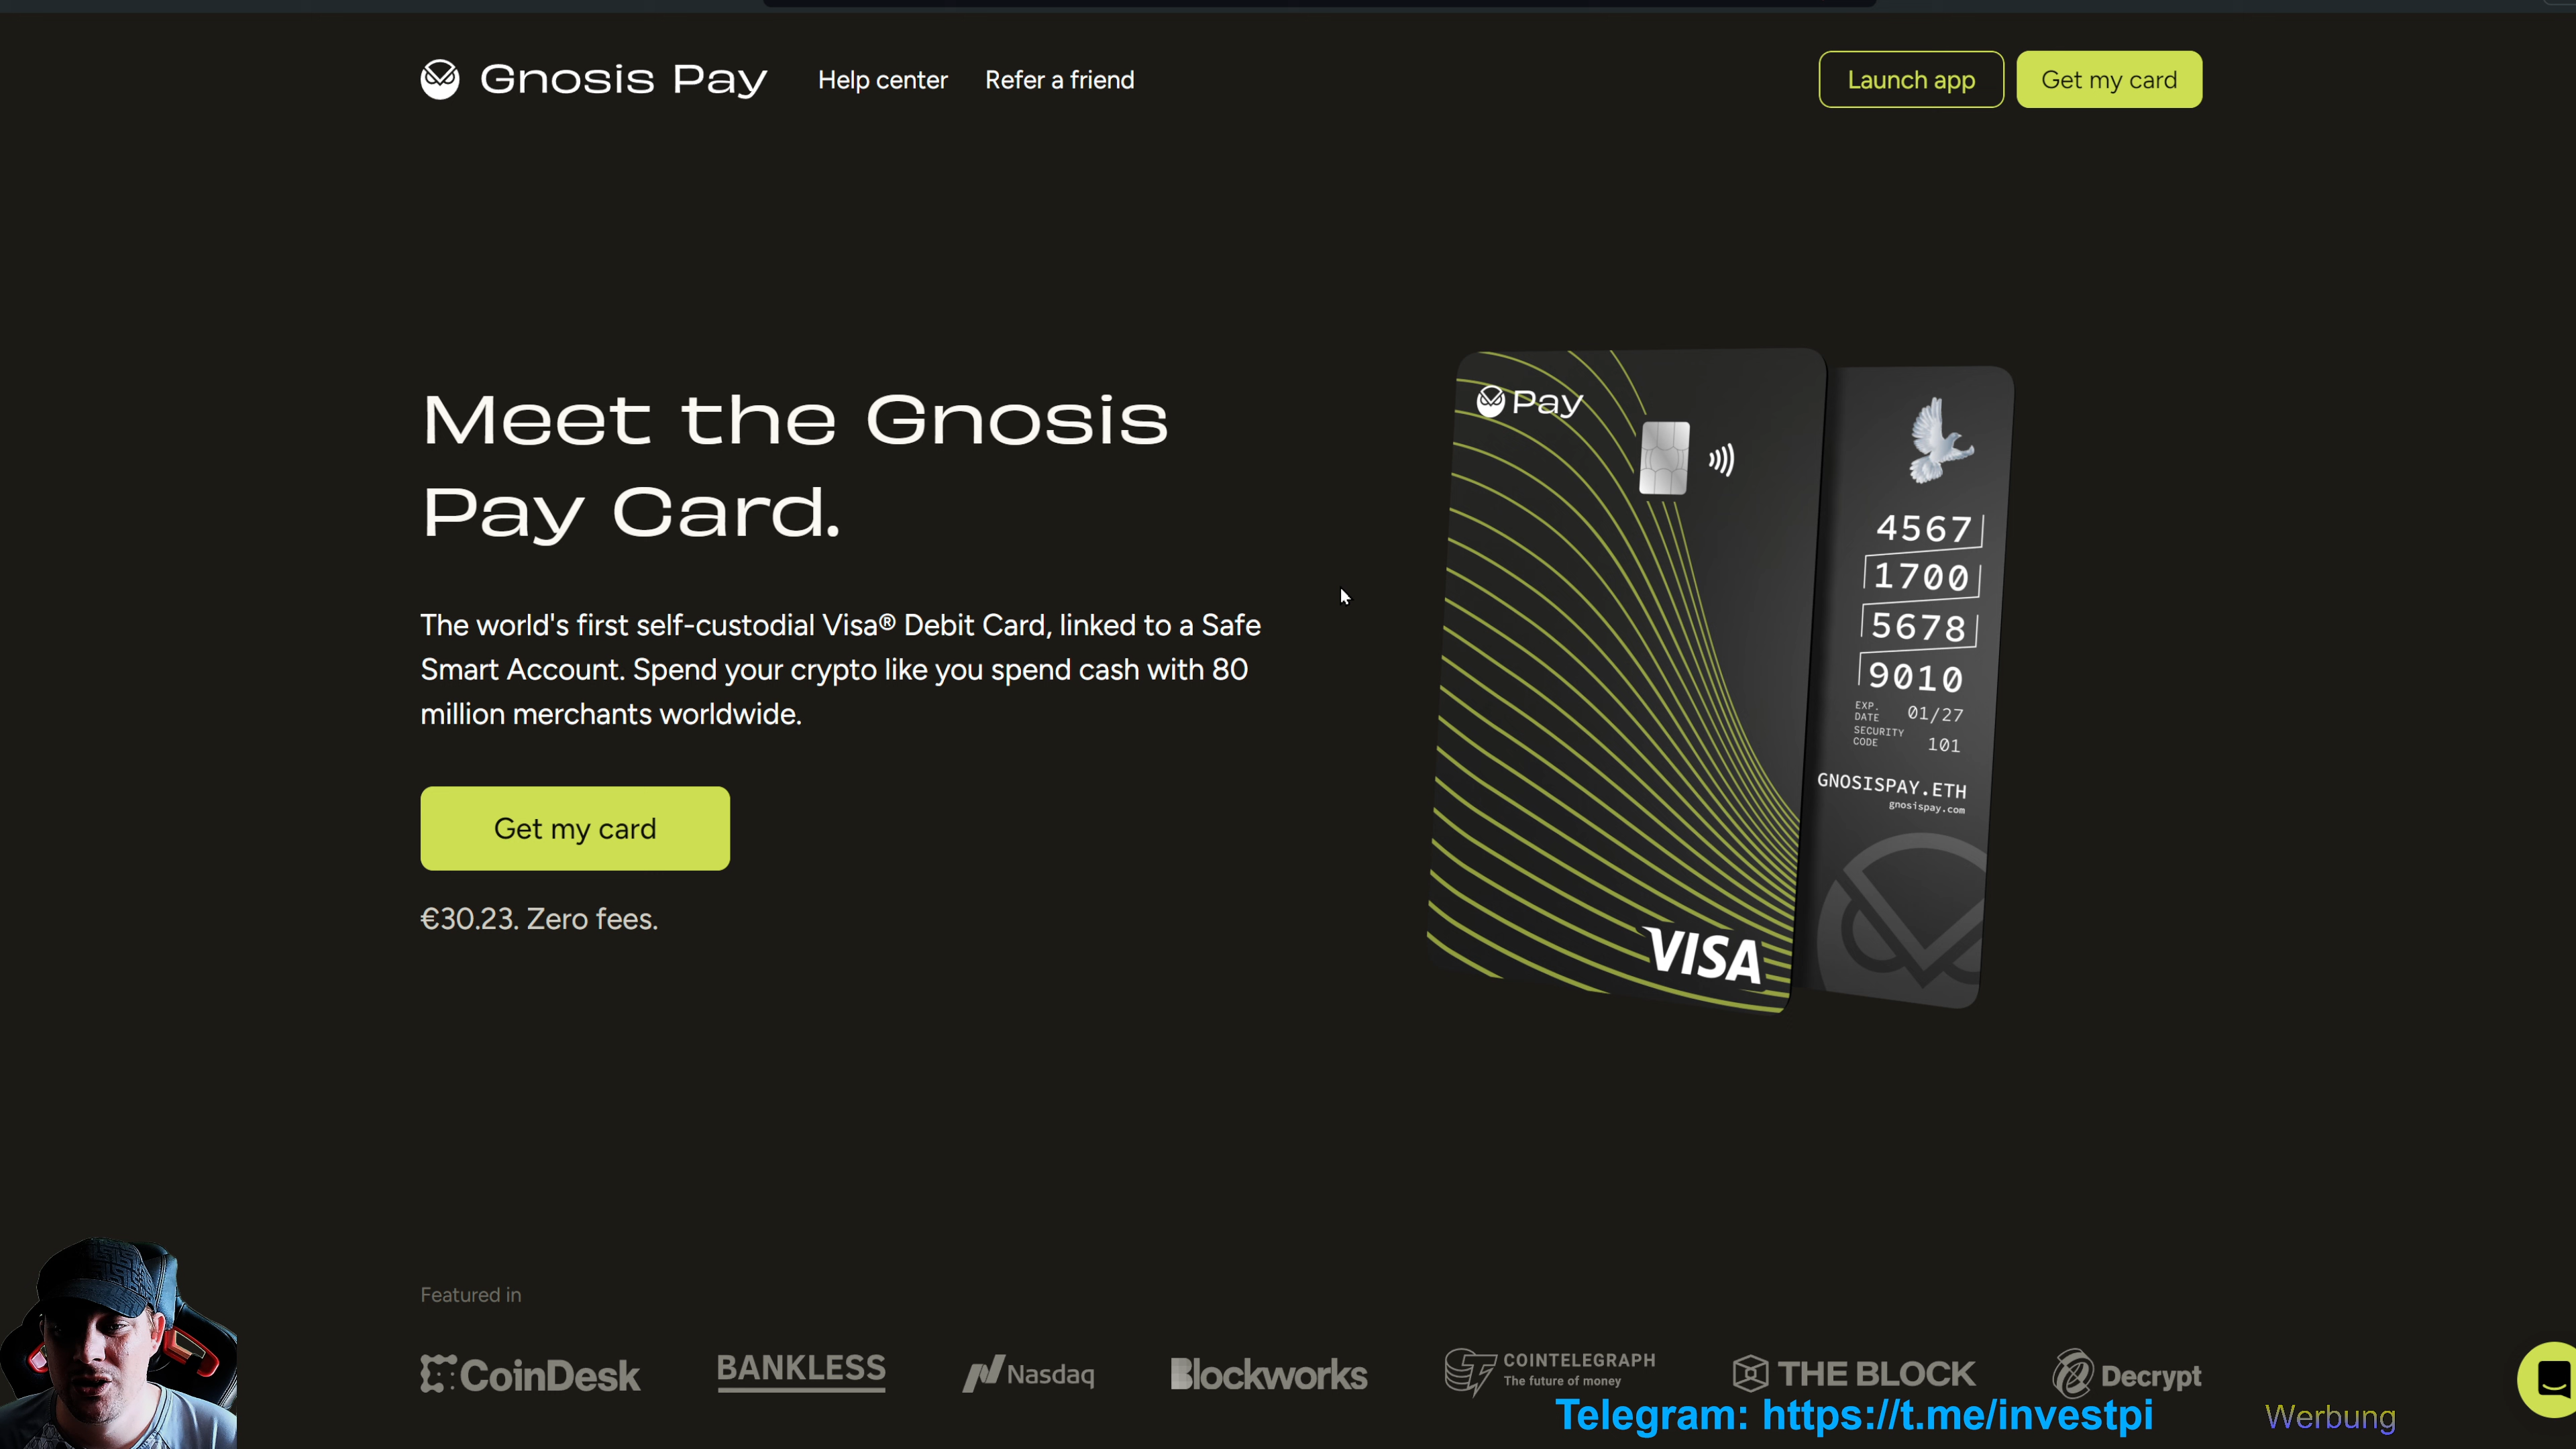 Gnosis Pay
Help center
Refer a friend
Launch app
Get my card
Meet the Gnosis
Pay Card.
The world's first self-custodial Visa® Debit Card, linked to a Safe
Smart Account. Spend your crypto like you spend cash with 80
million merchants worldwide.
Get my card
€30.23. Zero fees.
Pay
VISA
4567
1700
5678
9010
EXP. DATE 01/27
SECURITY CODE 101
GNOSISPAY.ETH
gnosispay.com
Featured in
CoinDesk
BANKLESS
Nasdaq
Blockworks
COINTELEGRAPH
The future of money
THE BLOCK
Decrypt
Telegram: https://t.me/investpi
Werbung